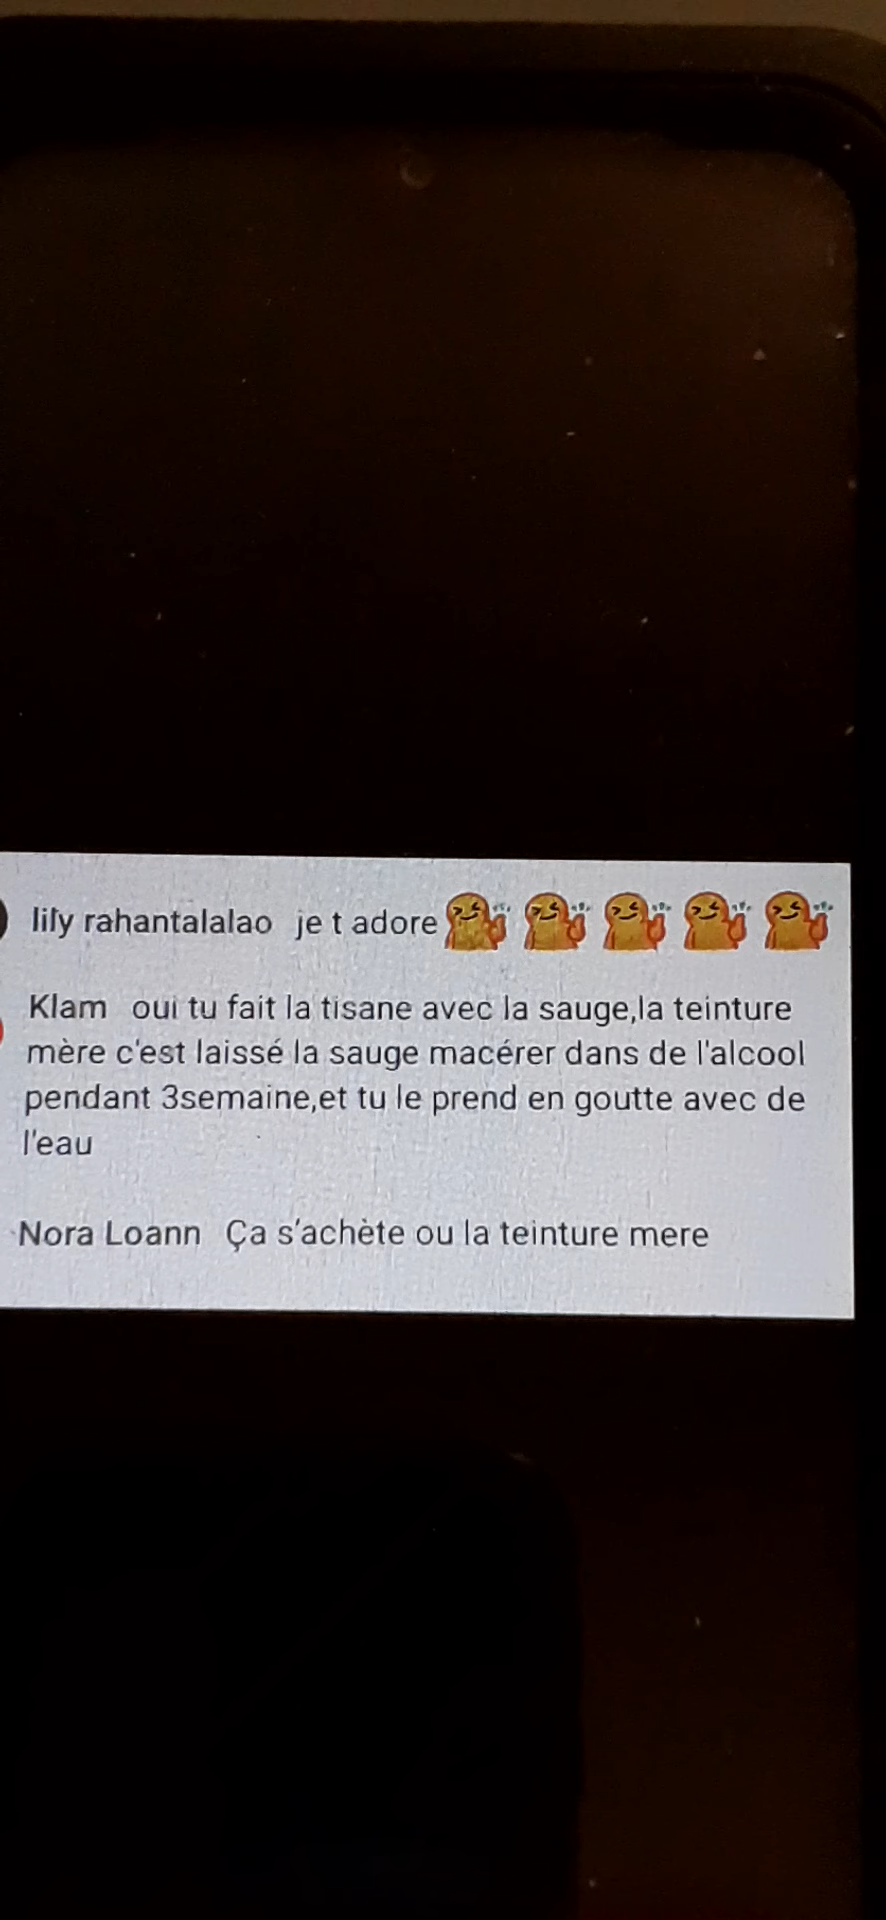 lily rahantalalao je t adore
Klam oui tu fait la tisane avec la sauge,la teinture
mère c'est laissé la sauge macérer dans de l'alcool
pendant 3semaine,et tu le prend en goutte avec de
l'eau
Nora Loann Ça s'achète ou la teinture mere